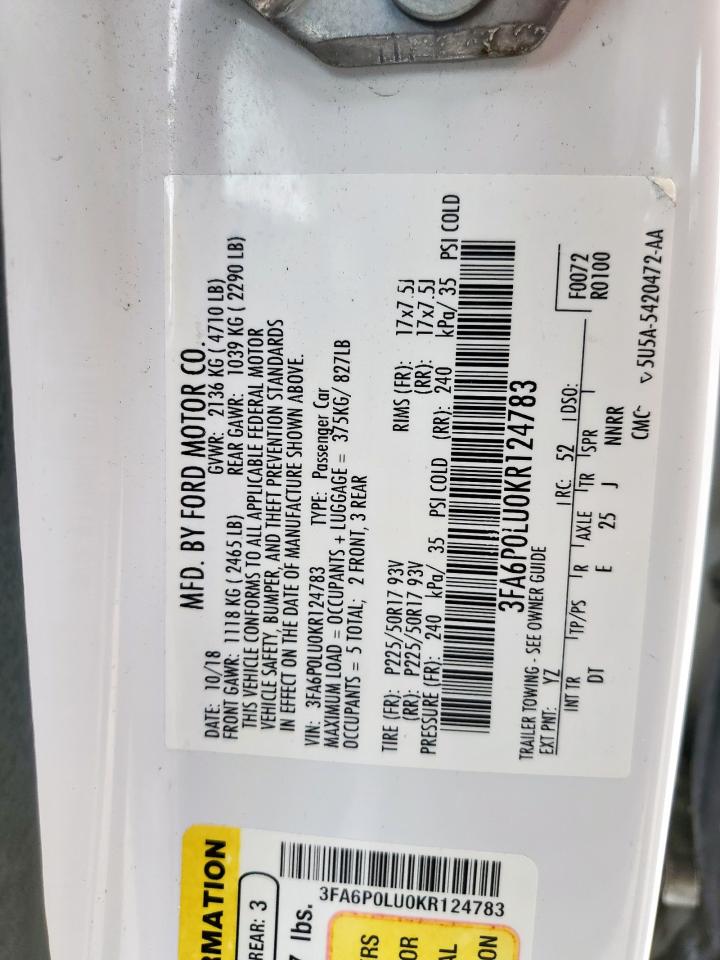 MFD. BY FORD MOTOR CO.
DATE: 10/18 GVWR: 2136 KG ( 4710 LB)
FRONT GAWR: 1118 KG ( 2465 LB) REAR GAWR: 1039 KG ( 2290 LB)
THIS VEHICLE CONFORMS TO ALL APPLICABLE FEDERAL MOTOR
VEHICLE SAFETY, BUMPER, AND THEFT PREVENTION STANDARDS
IN EFFECT ON THE DATE OF MANUFACTURE SHOWN ABOVE.
VIN: 3FA6P0LU0KR124783 TYPE: Passenger Car
MAXIMUM LOAD = OCCUPANTS + LUGGAGE = 375KG/ 827LB
OCCUPANTS = 5 TOTAL; 2 FRONT, 3 REAR
TIRE (FR): P225/50R17 93V RIMS (FR): 17x7.5J
(RR): P225/50R17 93V (RR): 17x7.5J
PRESSURE (FR): 240 kPa/ 35 PSI COLD (RR): 240 kPa/ 35 PSI COLD
3FA6P0LU0KR124783
TRAILER TOWING - SEE OWNER GUIDE
EXT PNT: YZ RC: 52 DSO:
INT TR TP/PS R AXLE TR SPR F0072
DT E 25 J NNRR R0100
CMC- 5U5A-5420472-AA
RMATION
REAR: 3
7 lbs.
3FA6P0LU0KR124783
ERS
OR
AL
ON